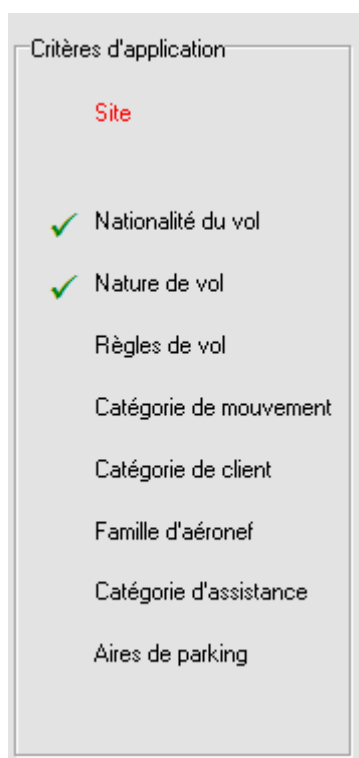 Critères d'application
Site
Nationalité du vol
Nature de vol
Règles de vol
Catégorie de mouvement
Catégorie de client
Famille d'aéronef
Catégorie d'assistance
Aires de parking